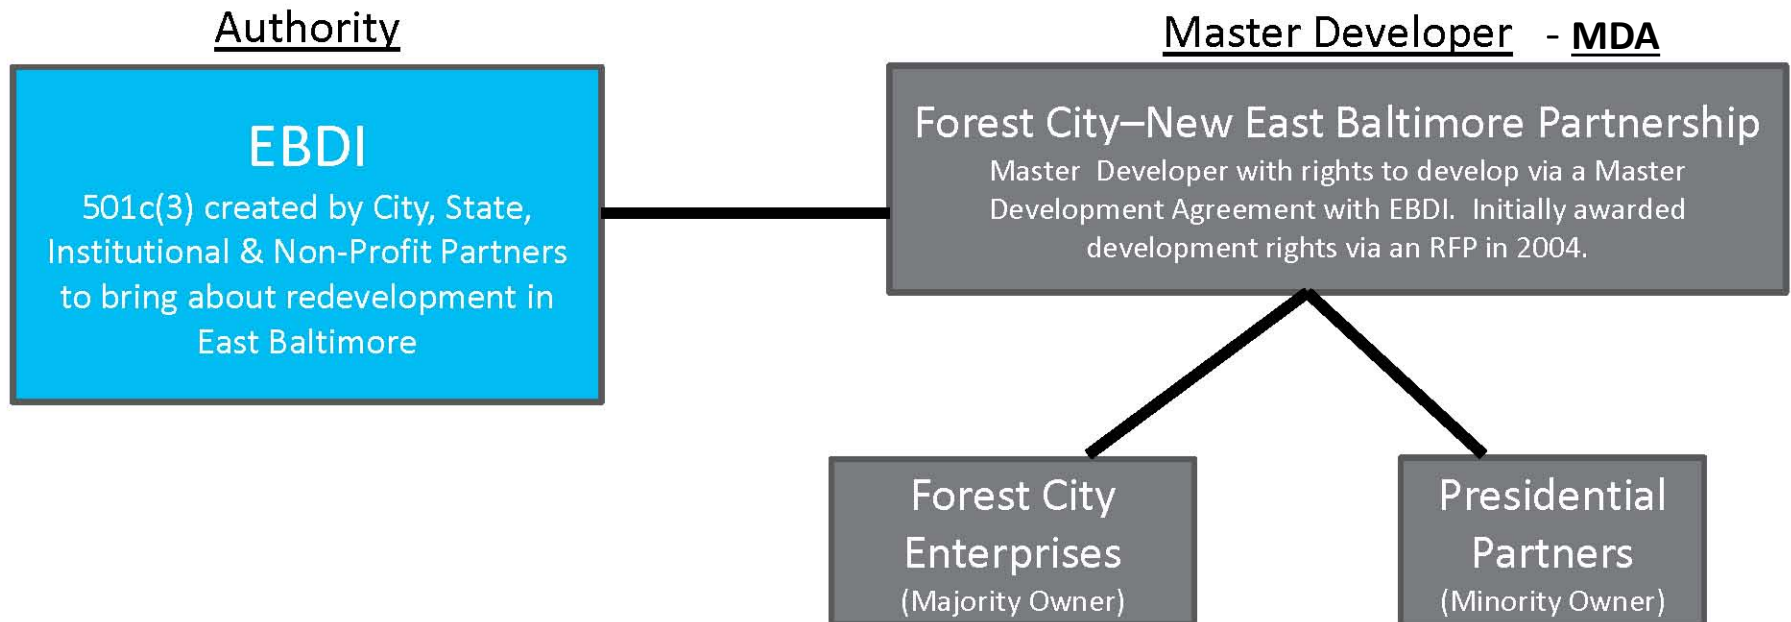 Authority
EBDI
501c(3) created by City, State,
Institutional & Non-Profit Partners
to bring about redevelopment in
East Baltimore
Master Developer - MDA
Forest City–New East Baltimore Partnership
Master Developer with rights to develop via a Master
Development Agreement with EBDI. Initially awarded
development rights via an RFP in 2004.
Forest City
Enterprises
(Majority Owner)
Presidential
Partners
(Minority Owner)